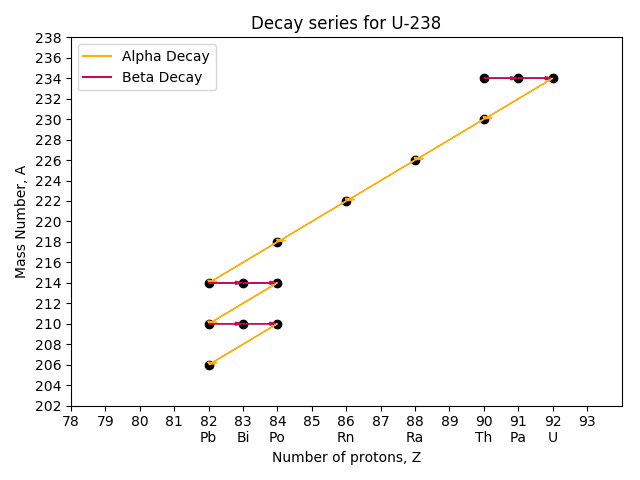 Decay series for U-238
Alpha Decay
Beta Decay
Mass Number, A
238
236
234
232
230
228
226
224
222
220
218
216
214
212
210
208
206
204
202
78 79 80 81 82 83 84 85 86 87 88 89 90 91 92 93
Pb Bi Po Rn Ra Th Pa U
Number of protons, Z